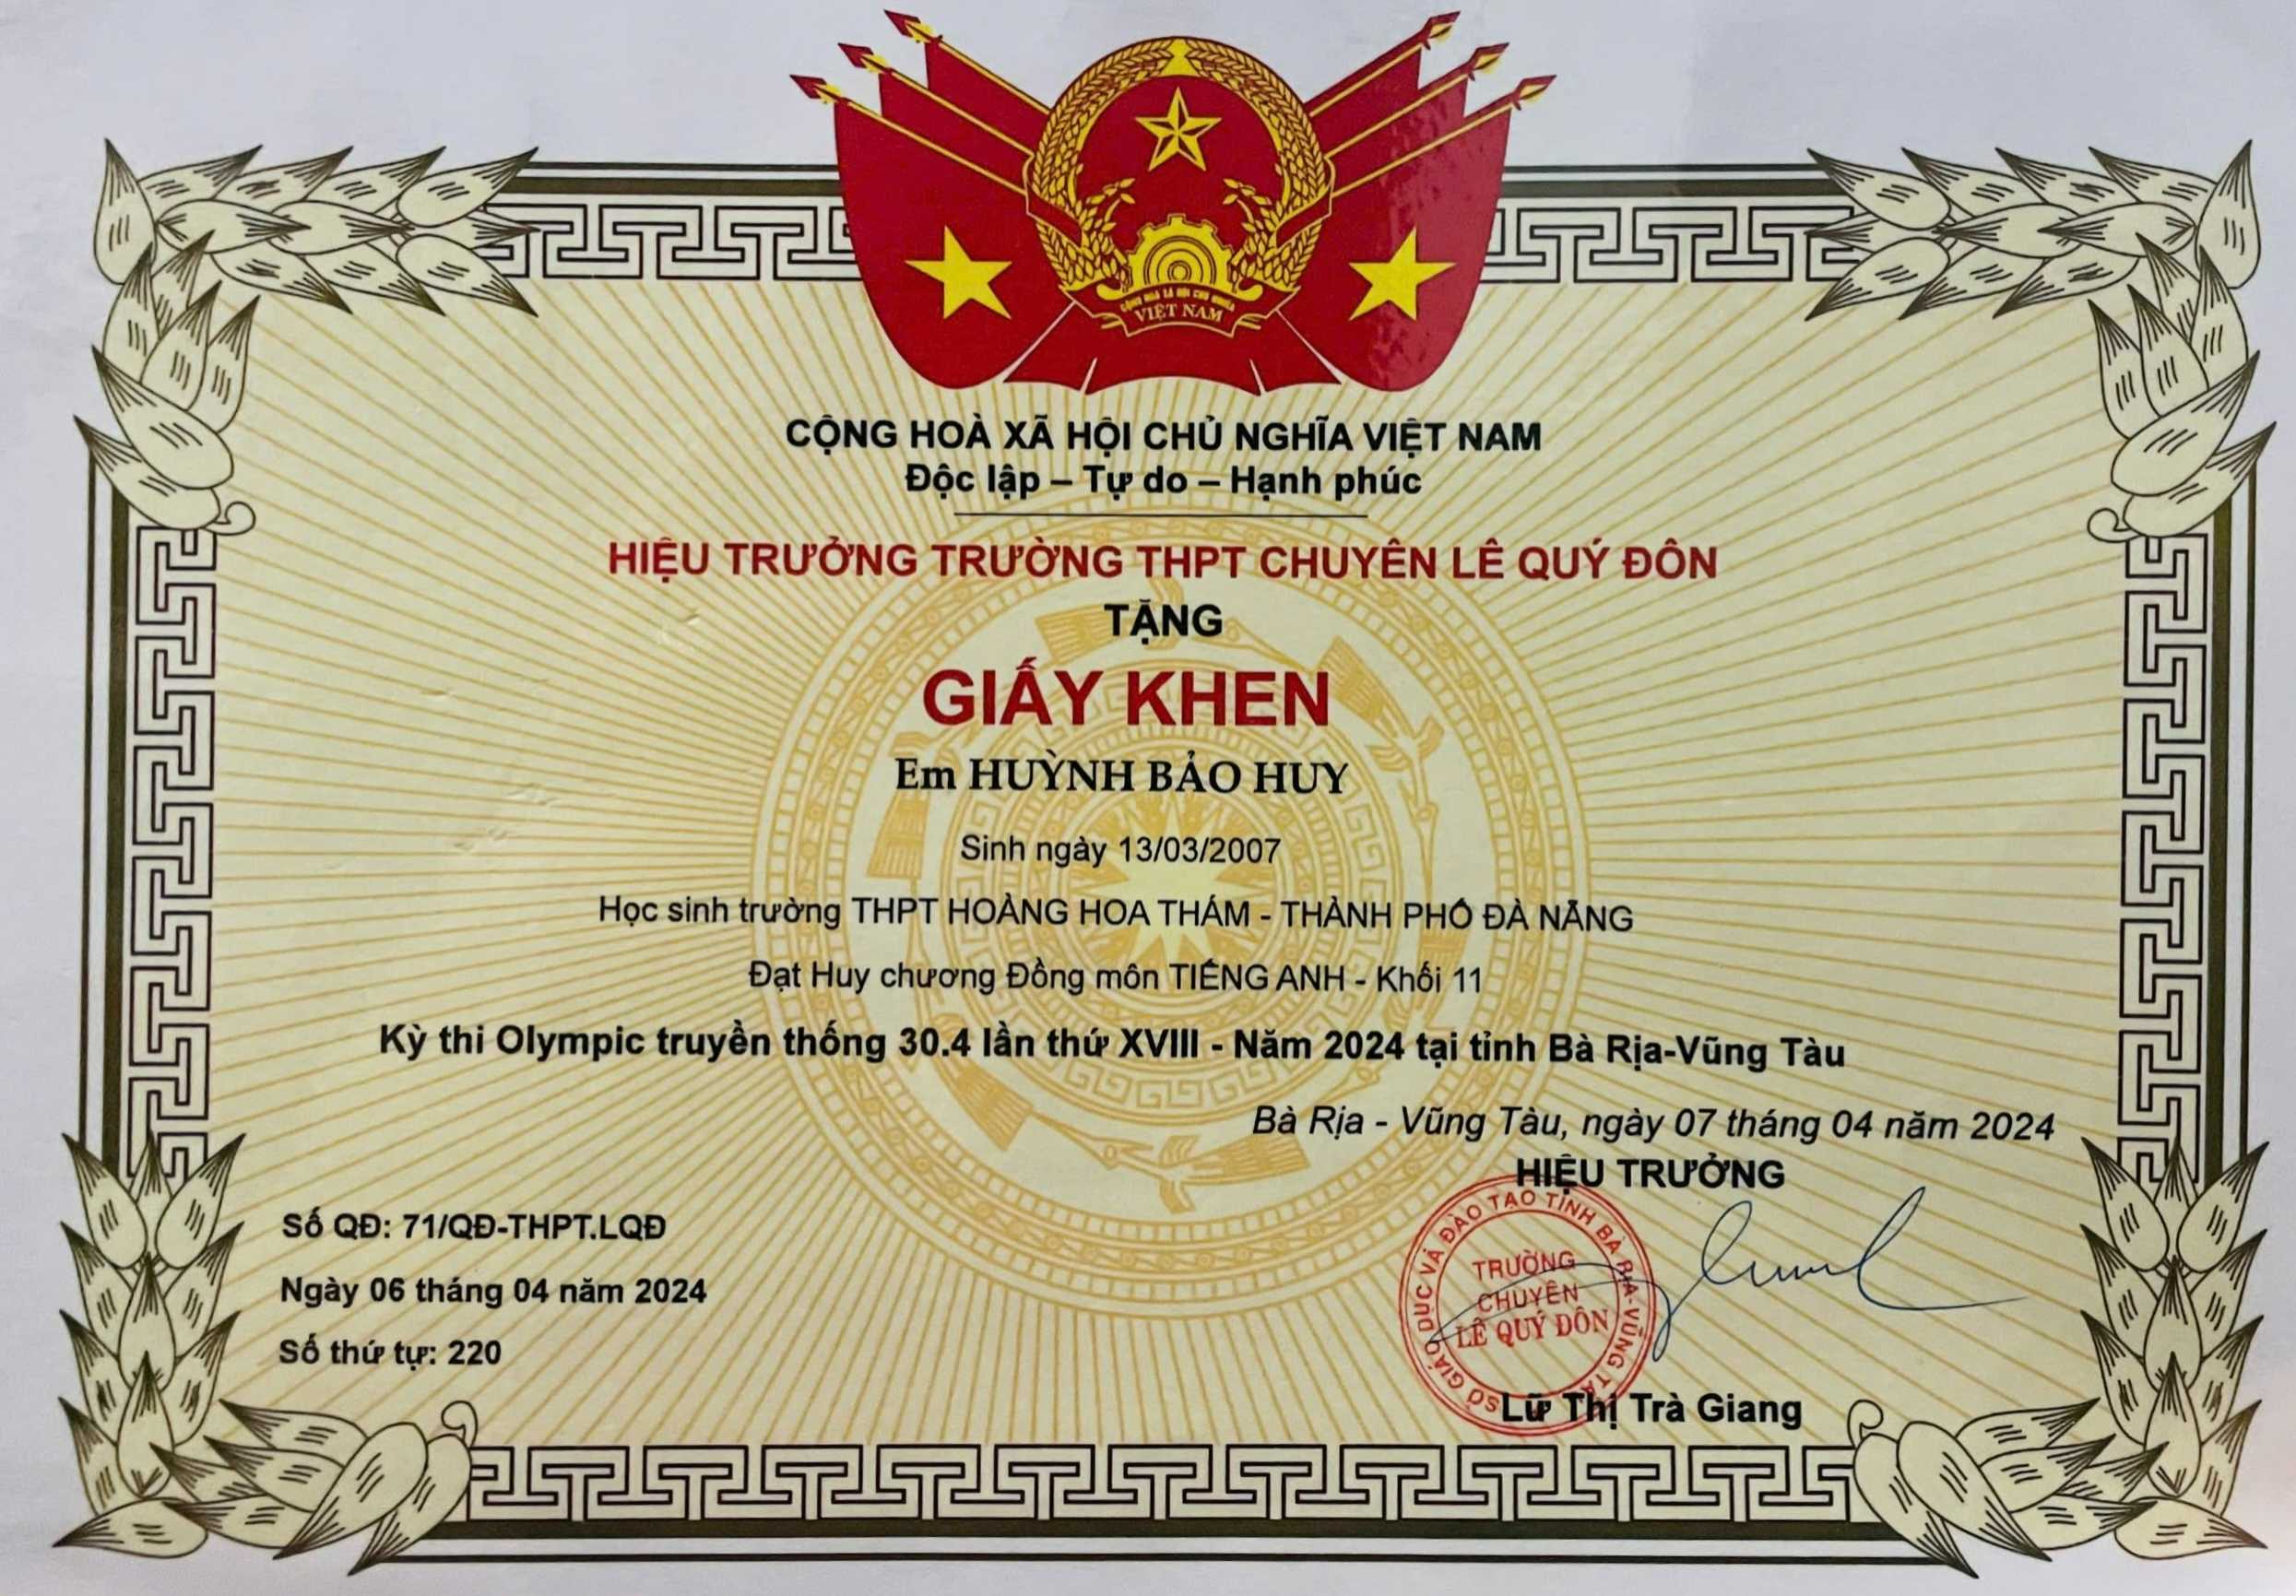 CỘNG HOÀ XÃ HỘI CHỦ NGHĨA
VIỆT NAM
CỘNG HOÀ XÃ HỘI CHỦ NGHĨA VIỆT NAM
Độc lập – Tự do – Hạnh phúc
HIỆU TRƯỞNG TRƯỜNG THPT CHUYÊN LÊ QUÝ ĐÔN
TẶNG
GIẤY KHEN
Em HUỲNH BẢO HUY
Sinh ngày 13/03/2007
Học sinh trường THPT HOÀNG HOA THÁM - THÀNH PHỐ ĐÀ NẴNG
Đạt Huy chương Đồng môn TIẾNG ANH - Khối 11
Kỳ thi Olympic truyền thống 30.4 lần thứ XVIII - Năm 2024 tại tỉnh Bà Rịa-Vũng Tàu
Bà Rịa - Vũng Tàu, ngày 07 tháng 04 năm 2024
HIỆU TRƯỞNG
Số QĐ: 71/QĐ-THPT.LQĐ
Ngày 06 tháng 04 năm 2024
Số thứ tự: 220
SỞ GIÁO DỤC VÀ ĐÀO TẠO TỈNH BÀ RỊA-VŨNG
TRƯỜNG
CHUYÊN
LÊ QUÝ ĐÔN
Lữ Thị Trà Giang